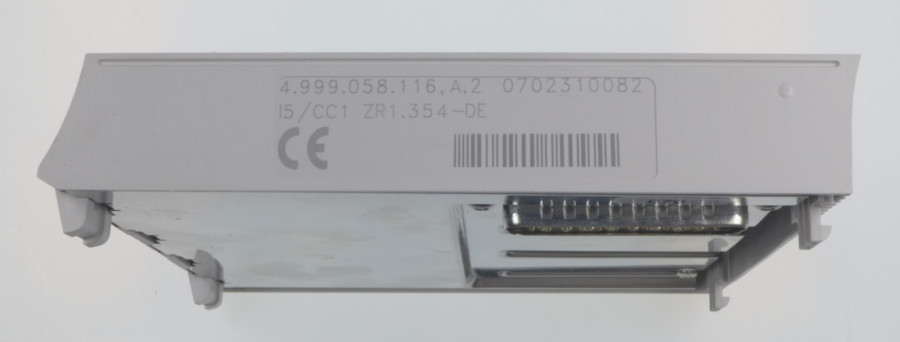 4.999.058.116,A,2 0702310082
I5/CC1 ZR1.354-DE
CE